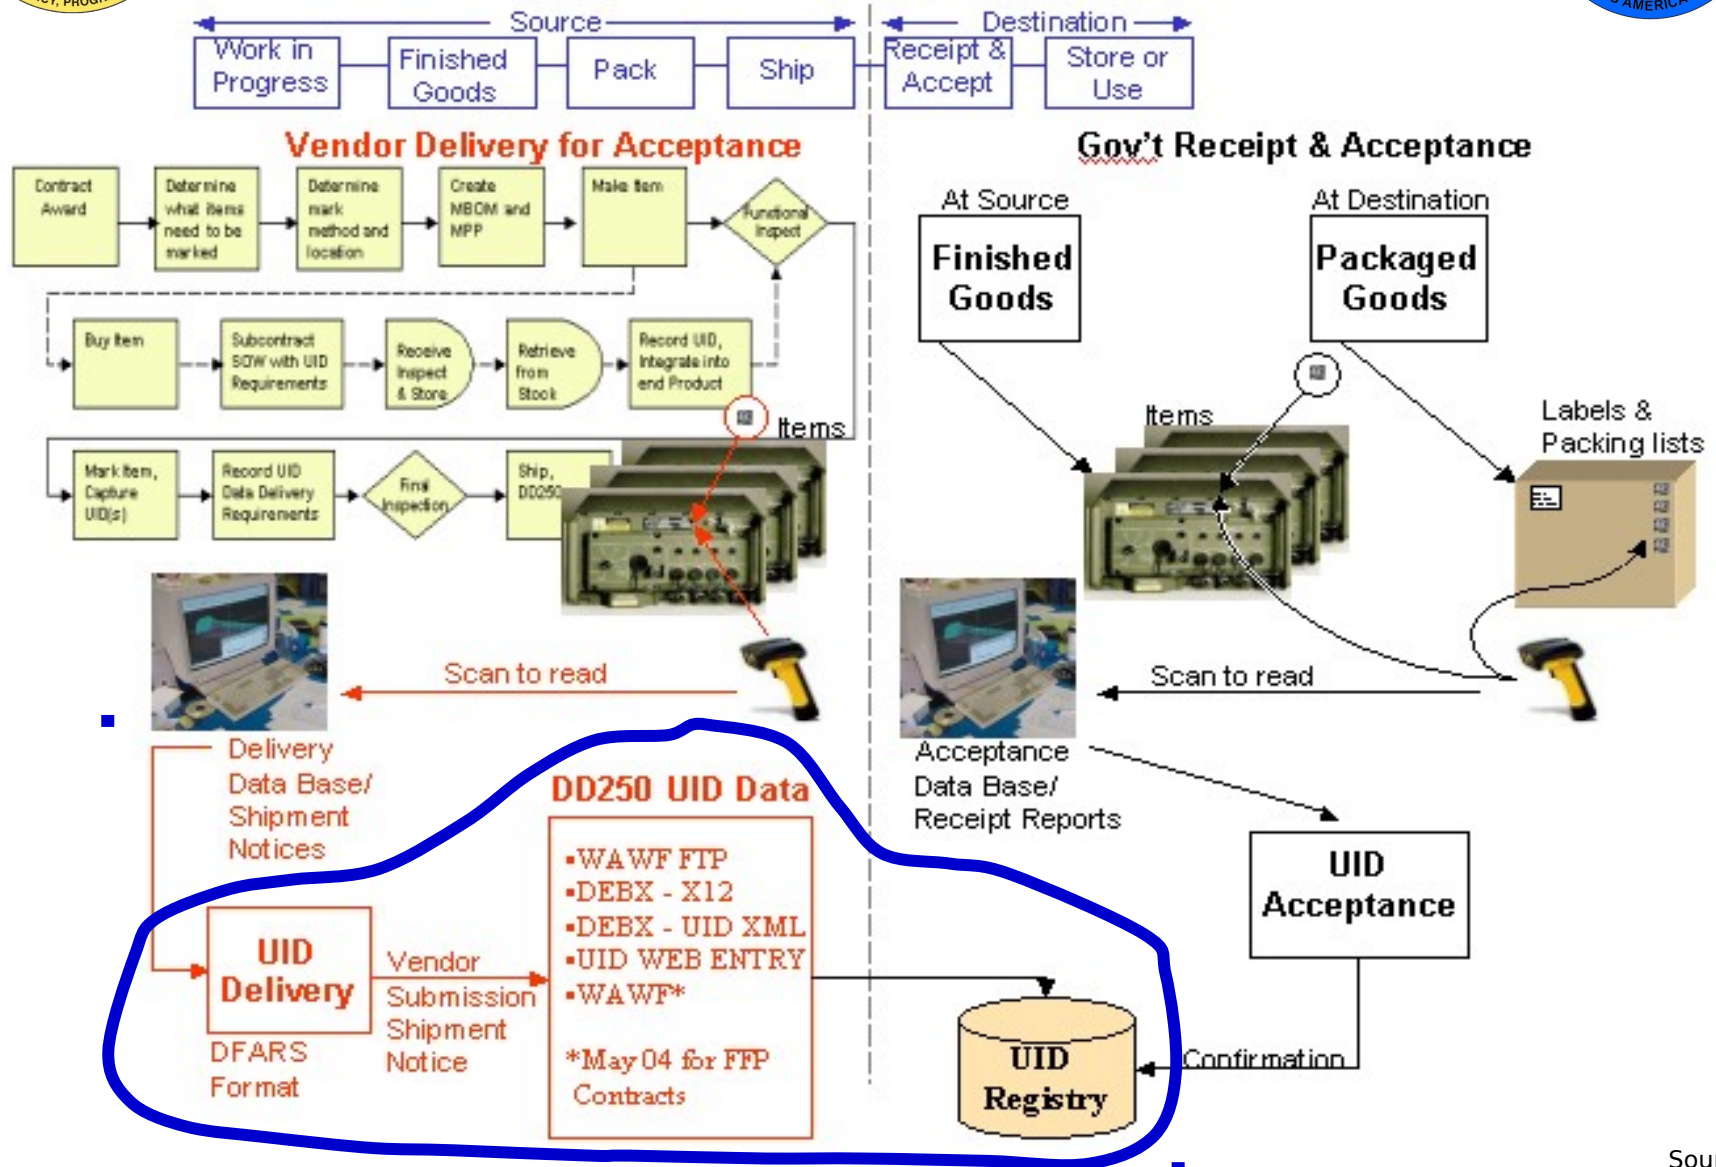 CY, PROGR
S AMERICA
Source
Destination
Work in
Progress
Finished
Goods
Pack
Ship
Receipt &
Accept
Store or
Use
Vendor Delivery for Acceptance
Gov't Receipt & Acceptance
Contract
Award
Determine
what items
need to be
marked
Determine
mark
method and
location
Create
MBOM and
MPP
Make Item
Functional
Inspect
Buy Item
Subcontract
SOW with UID
Requirements
Receive
Inspect
& Store
Retrieve
from
Stock
Record UID,
Integrate into
end Product
Items
Mark Item,
Capture
UID(s)
Record UID
Data Delivery
Requirements
Final
Inspection
Ship,
DD250
Scan to read
Delivery
Data Base/
Shipment
Notices
DD250 UID Data
▪WAWF FTP
▪DEBX - X12
▪DEBX - UID XML
▪UID WEB ENTRY
▪WAWF*
*May 04 for FFP
Contracts
UID
Delivery
DFARS
Format
Vendor
Submission
Shipment
Notice
At Source
Finished
Goods
At Destination
Packaged
Goods
Items
Labels &
Packing lists
Scan to read
Acceptance
Data Base/
Receipt Reports
UID
Acceptance
Confirmation
UID
Registry
Sour